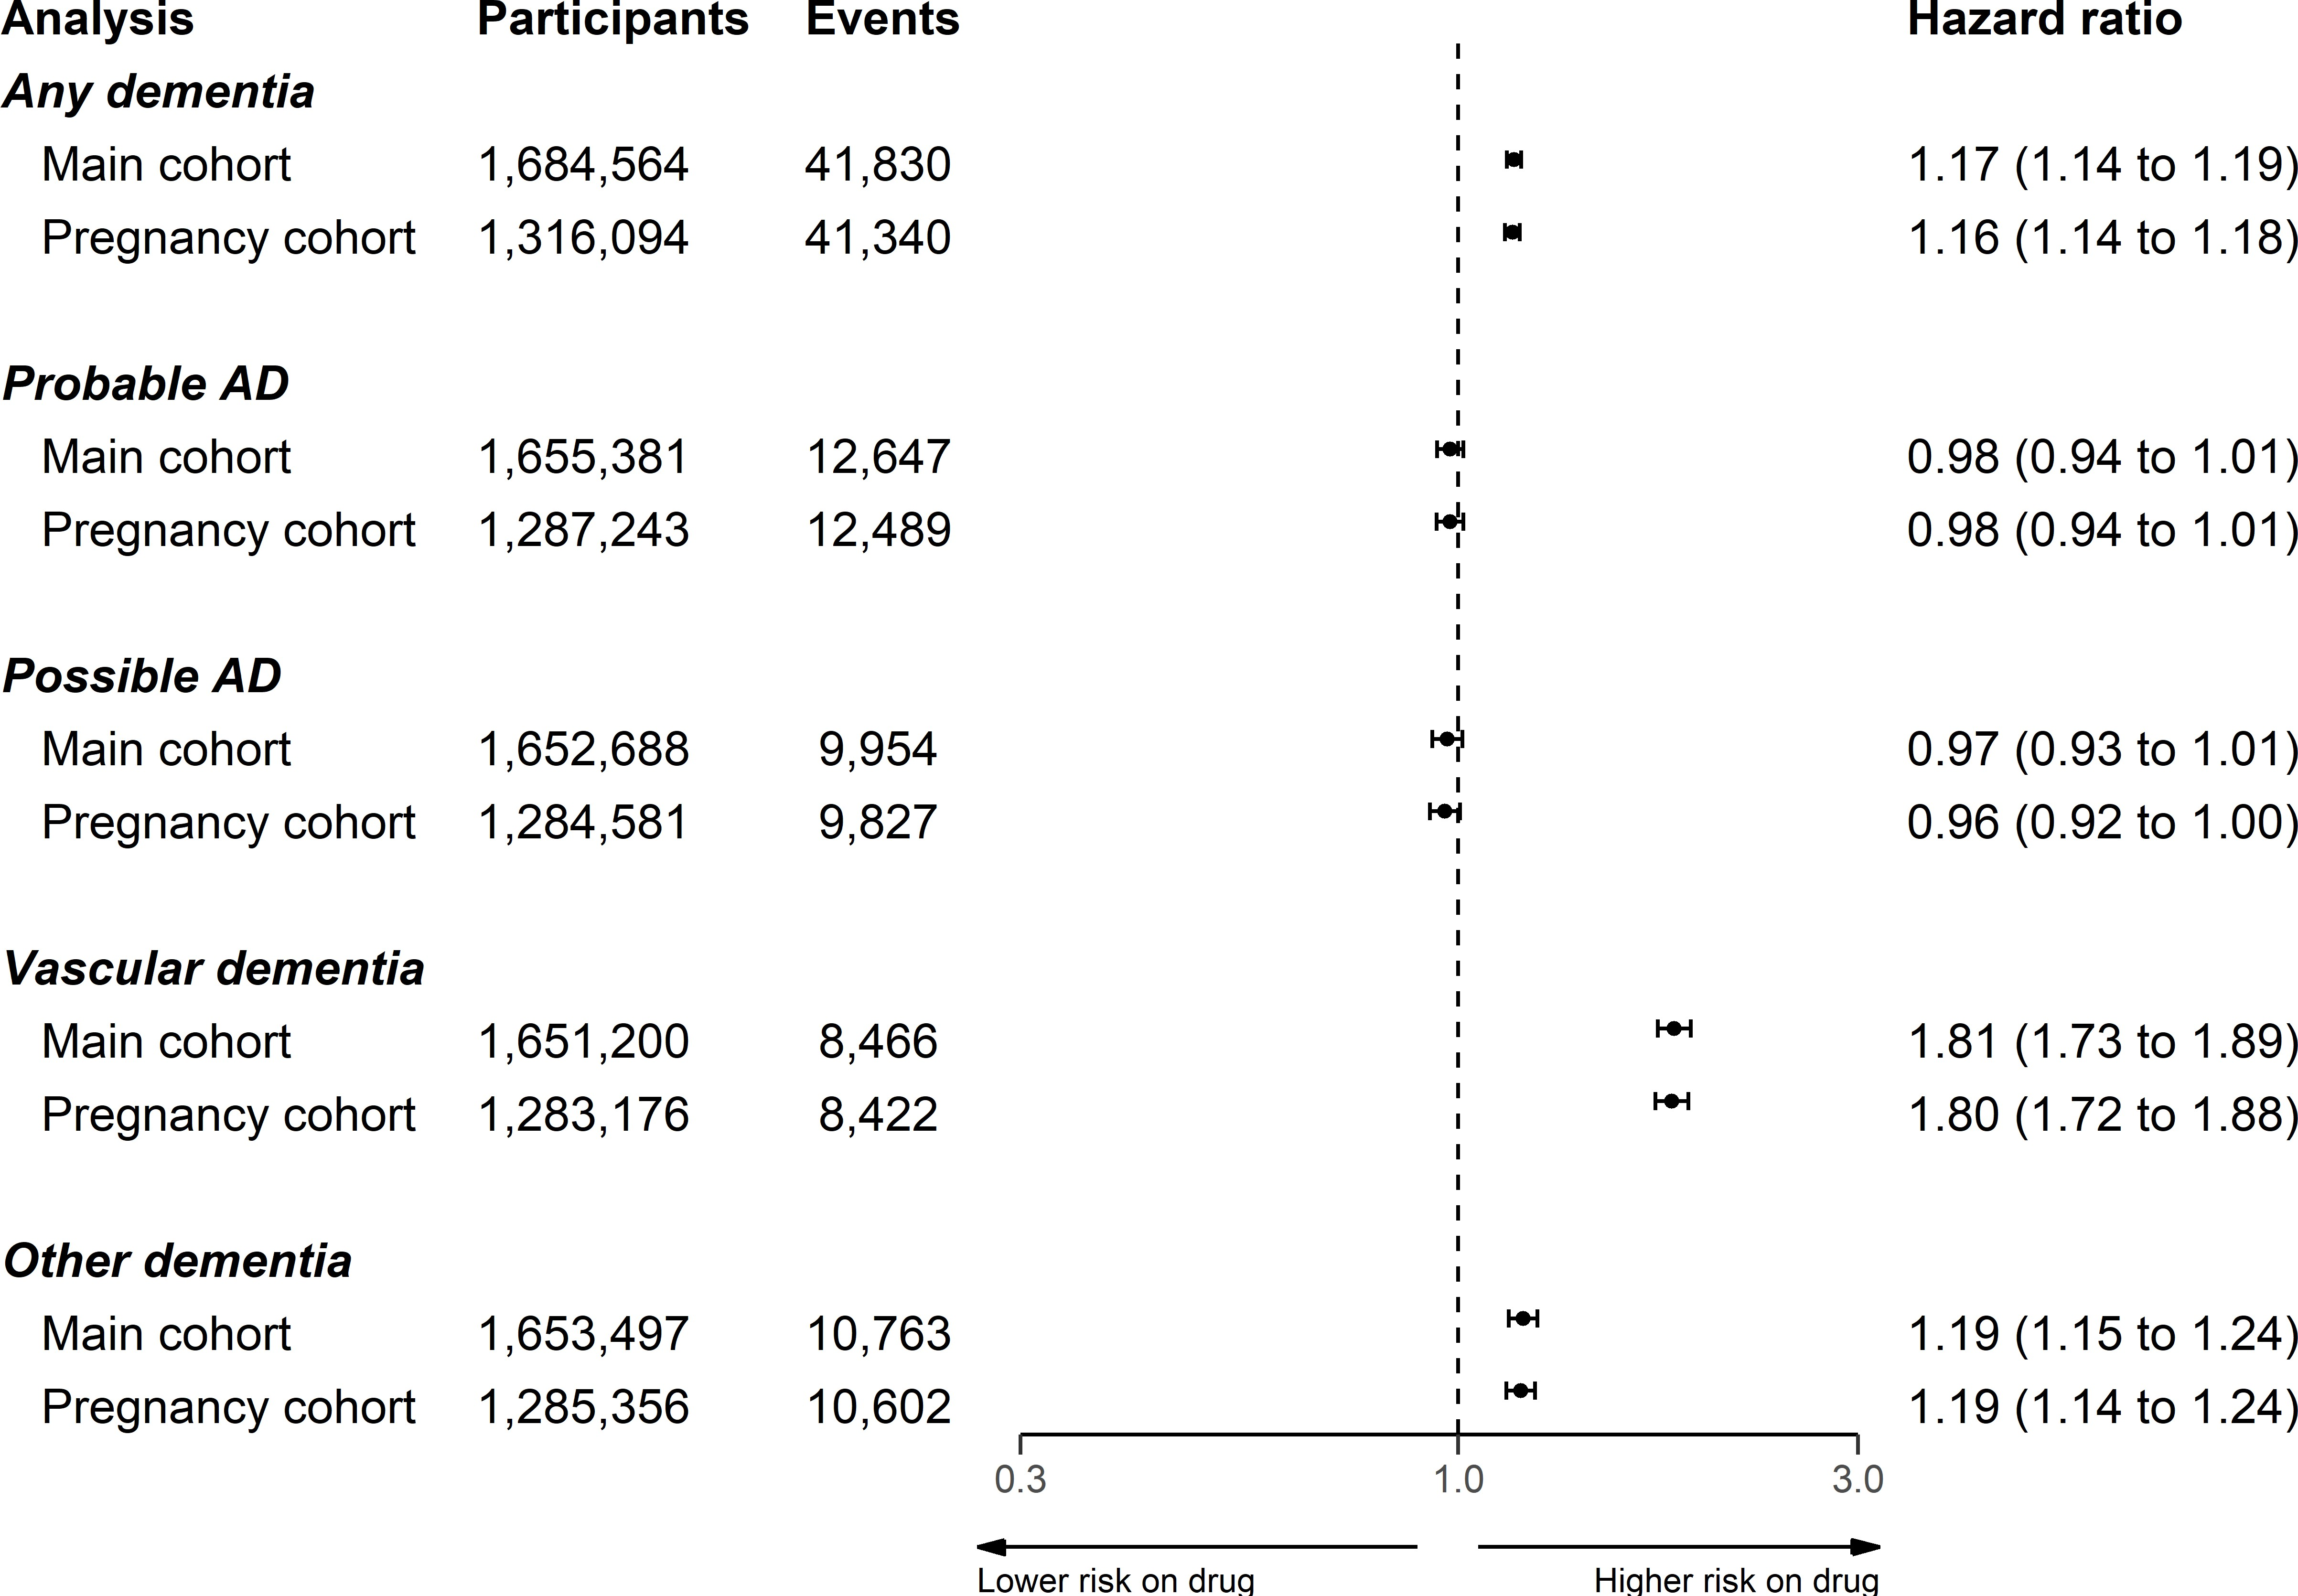 Analysis Participants Events Hazard ratio
Any dementia
Main cohort 1,684,564 41,830 1.17 (1.14 to 1.19)
Pregnancy cohort 1,316,094 41,340 1.16 (1.14 to 1.18)
Probable AD
Main cohort 1,655,381 12,647 0.98 (0.94 to 1.01)
Pregnancy cohort 1,287,243 12,489 0.98 (0.94 to 1.01)
Possible AD
Main cohort 1,652,688 9,954 0.97 (0.93 to 1.01)
Pregnancy cohort 1,284,581 9,827 0.96 (0.92 to 1.00)
Vascular dementia
Main cohort 1,651,200 8,466 1.81 (1.73 to 1.89)
Pregnancy cohort 1,283,176 8,422 1.80 (1.72 to 1.88)
Other dementia
Main cohort 1,653,497 10,763 1.19 (1.15 to 1.24)
Pregnancy cohort 1,285,356 10,602 1.19 (1.14 to 1.24)
0.3 1.0 3.0
Lower risk on drug Higher risk on drug